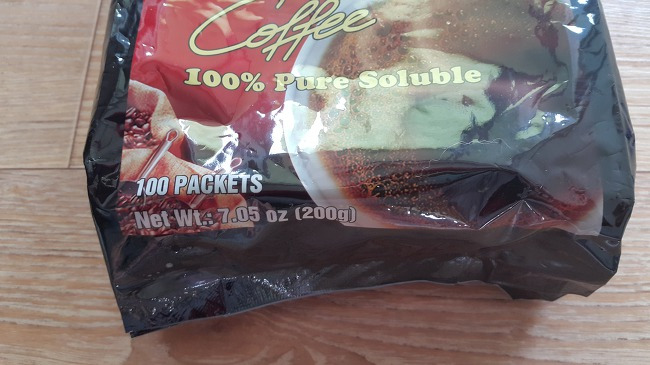 Coffee
100% Pure Soluble
100 PACKETS
Net Wt.: 7.05 oz (200g)